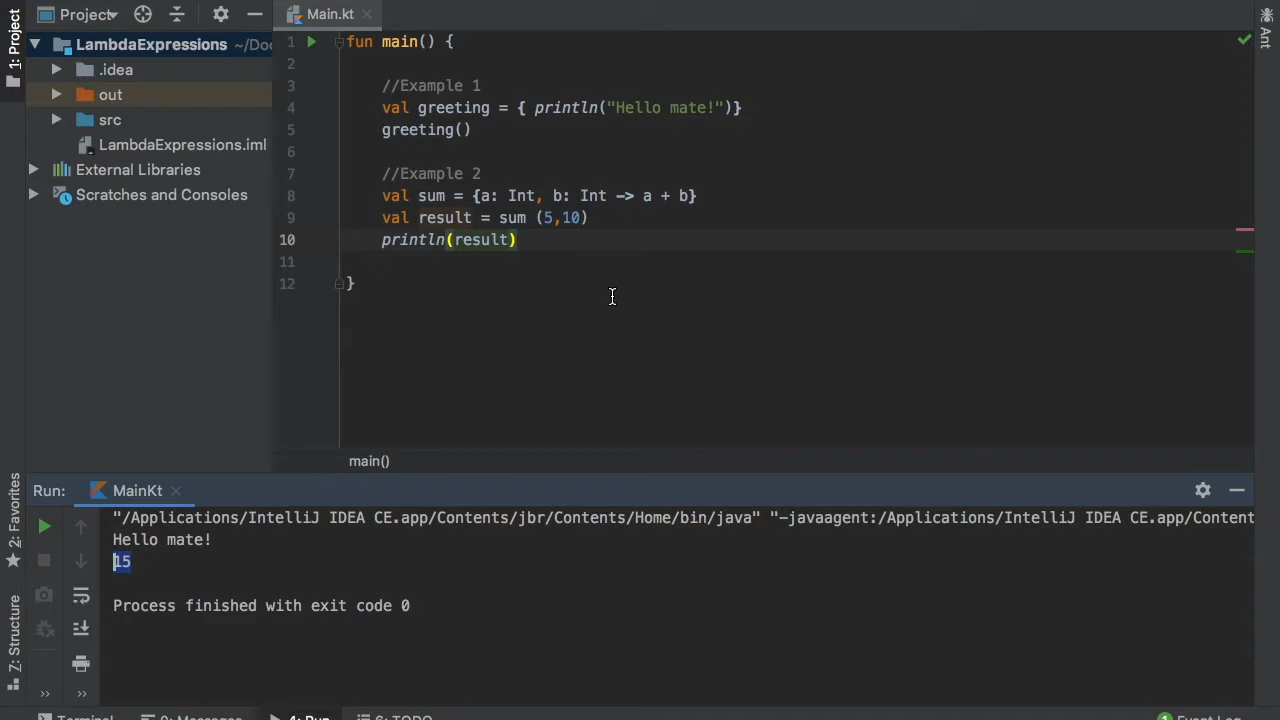 1: Project
Project
Main.kt
LambdaExpressions ~/Doc
.idea
out
src
LambdaExpressions.iml
External Libraries
Scratches and Consoles
1 fun main() {
2
3 //Example 1
4 val greeting = { println("Hello mate!")}
5 greeting()
6
7 //Example 2
8 val sum = {a: Int, b: Int -> a + b}
9 val result = sum (5,10)
10 println(result)
11
12 }
main()
Ant
2: Favorites
Z: Structure
Run: MainKt
"/Applications/IntelliJ IDEA CE.app/Contents/jbr/Contents/Home/bin/java" "-javaagent:/Applications/IntelliJ IDEA CE.app/Content
Hello mate!
15
Process finished with exit code 0
Terminal 0: Messages 4: Run 6: TODO 1 Event Log